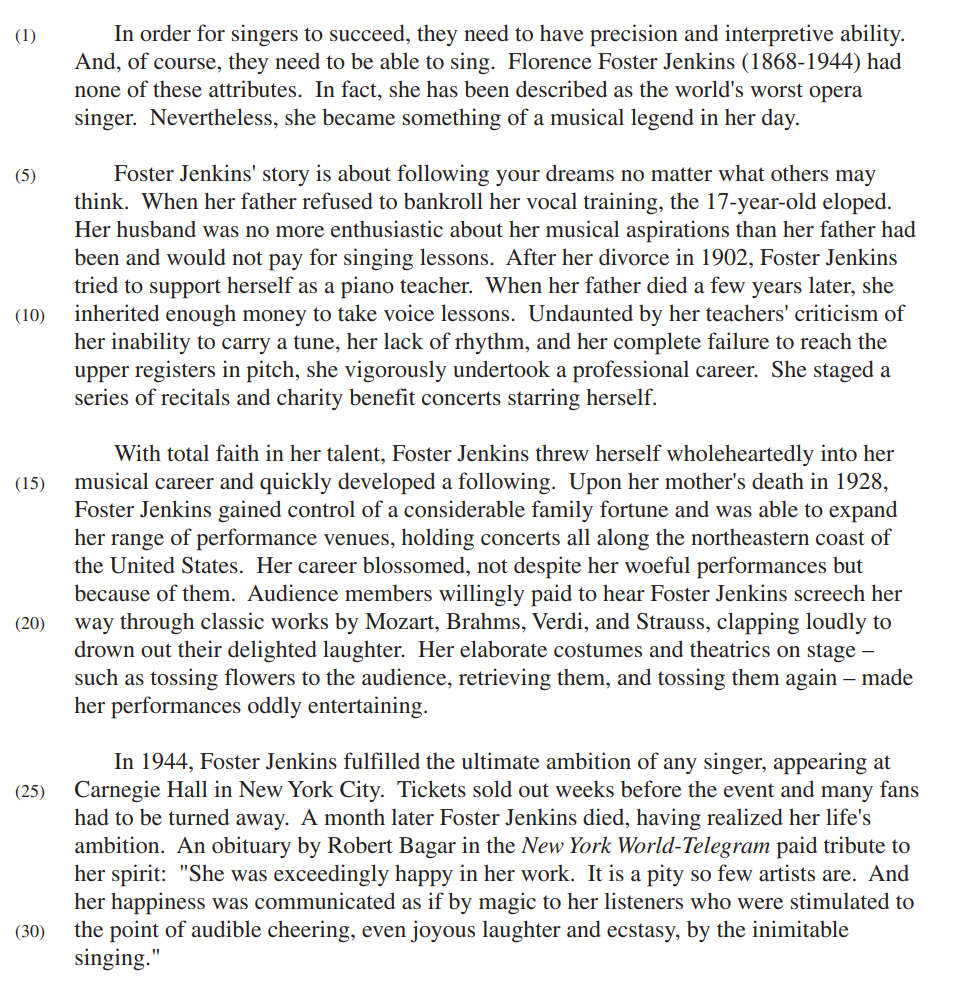 (1) In order for singers to succeed, they need to have precision and interpretive ability.
And, of course, they need to be able to sing. Florence Foster Jenkins (1868-1944) had
none of these attributes. In fact, she has been described as the world's worst opera
singer. Nevertheless, she became something of a musical legend in her day.
(5) Foster Jenkins' story is about following your dreams no matter what others may
think. When her father refused to bankroll her vocal training, the 17-year-old eloped.
Her husband was no more enthusiastic about her musical aspirations than her father had
been and would not pay for singing lessons. After her divorce in 1902, Foster Jenkins
tried to support herself as a piano teacher. When her father died a few years later, she
(10) inherited enough money to take voice lessons. Undaunted by her teachers' criticism of
her inability to carry a tune, her lack of rhythm, and her complete failure to reach the
upper registers in pitch, she vigorously undertook a professional career. She staged a
series of recitals and charity benefit concerts starring herself.
With total faith in her talent, Foster Jenkins threw herself wholeheartedly into her
(15) musical career and quickly developed a following. Upon her mother's death in 1928,
Foster Jenkins gained control of a considerable family fortune and was able to expand
her range of performance venues, holding concerts all along the northeastern coast of
the United States. Her career blossomed, not despite her woeful performances but
because of them. Audience members willingly paid to hear Foster Jenkins screech her
(20) way through classic works by Mozart, Brahms, Verdi, and Strauss, clapping loudly to
drown out their delighted laughter. Her elaborate costumes and theatrics on stage –
such as tossing flowers to the audience, retrieving them, and tossing them again – made
her performances oddly entertaining.
In 1944, Foster Jenkins fulfilled the ultimate ambition of any singer, appearing at
(25) Carnegie Hall in New York City. Tickets sold out weeks before the event and many fans
had to be turned away. A month later Foster Jenkins died, having realized her life's
ambition. An obituary by Robert Bagar in the New York World-Telegram paid tribute to
her spirit: "She was exceedingly happy in her work. It is a pity so few artists are. And
her happiness was communicated as if by magic to her listeners who were stimulated to
(30) the point of audible cheering, even joyous laughter and ecstasy, by the inimitable
singing."